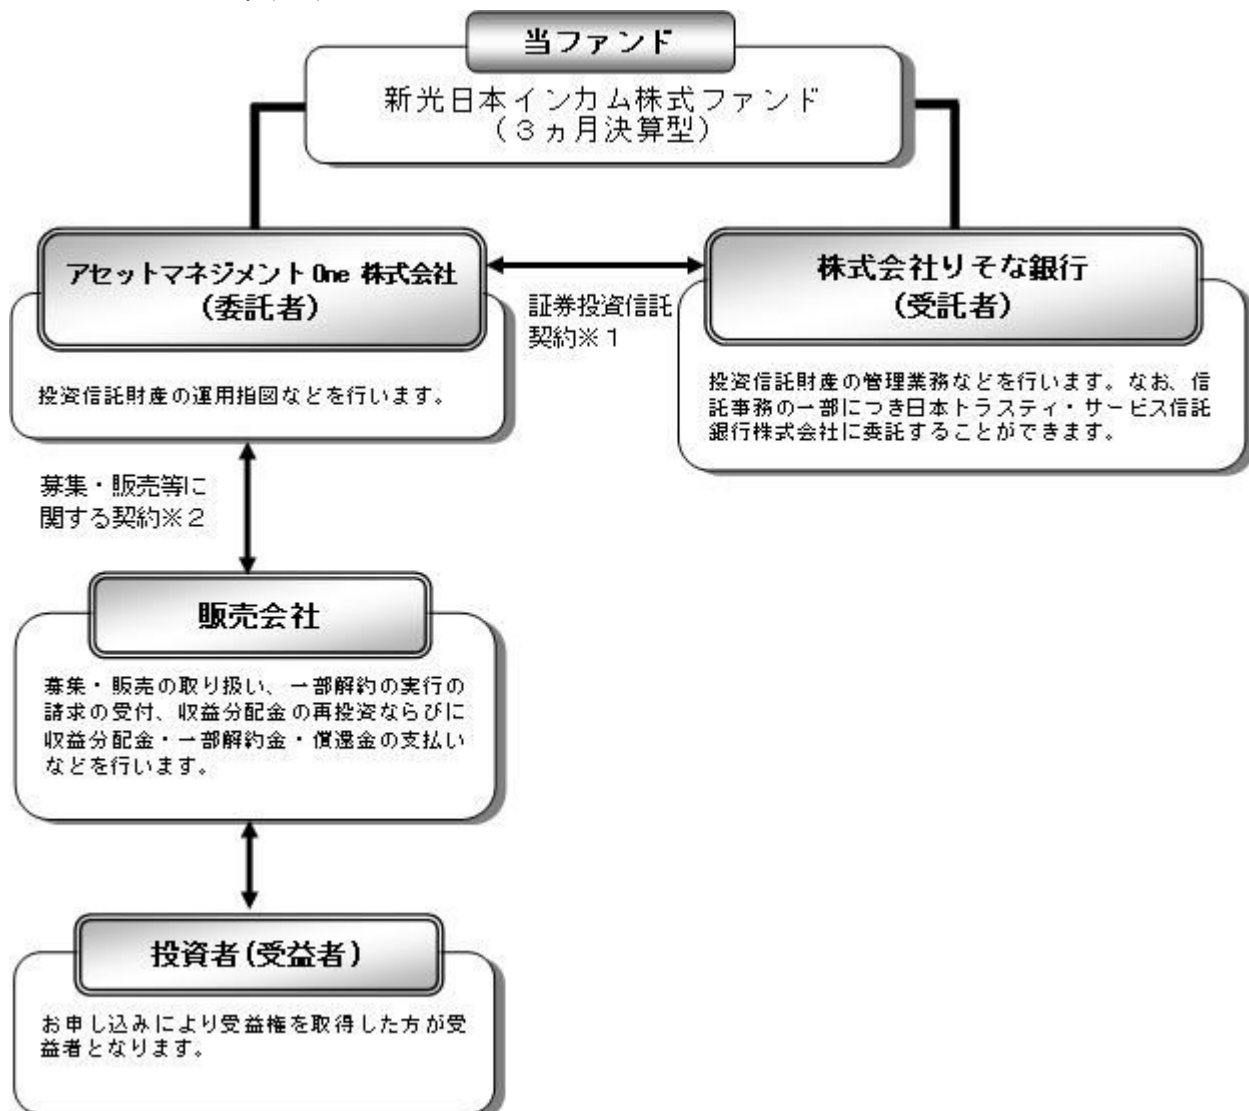 当ファンド
新光日本インカム株式ファンド
（３ヵ月決算型）
アセットマネジメント One 株式会社
（委託者）
投資信託財産の運用指図などを行います。
証券投資信託
契約※１
株式会社りそな銀行
（受託者）
投資信託財産の管理業務などを行います。なお、信
託事務の一部につき日本トラスティ・サービス信託
銀行株式会社に委託することができます。
募集・販売等に
関する契約※２
販売会社
募集・販売の取り扱い、一部解約の実行の
請求の受付、収益分配金の再投資ならびに
収益分配金・一部解約金・償還金の支払い
などを行います。
投資者（受益者）
お申し込みにより受益権を取得した方が受
益者となります。